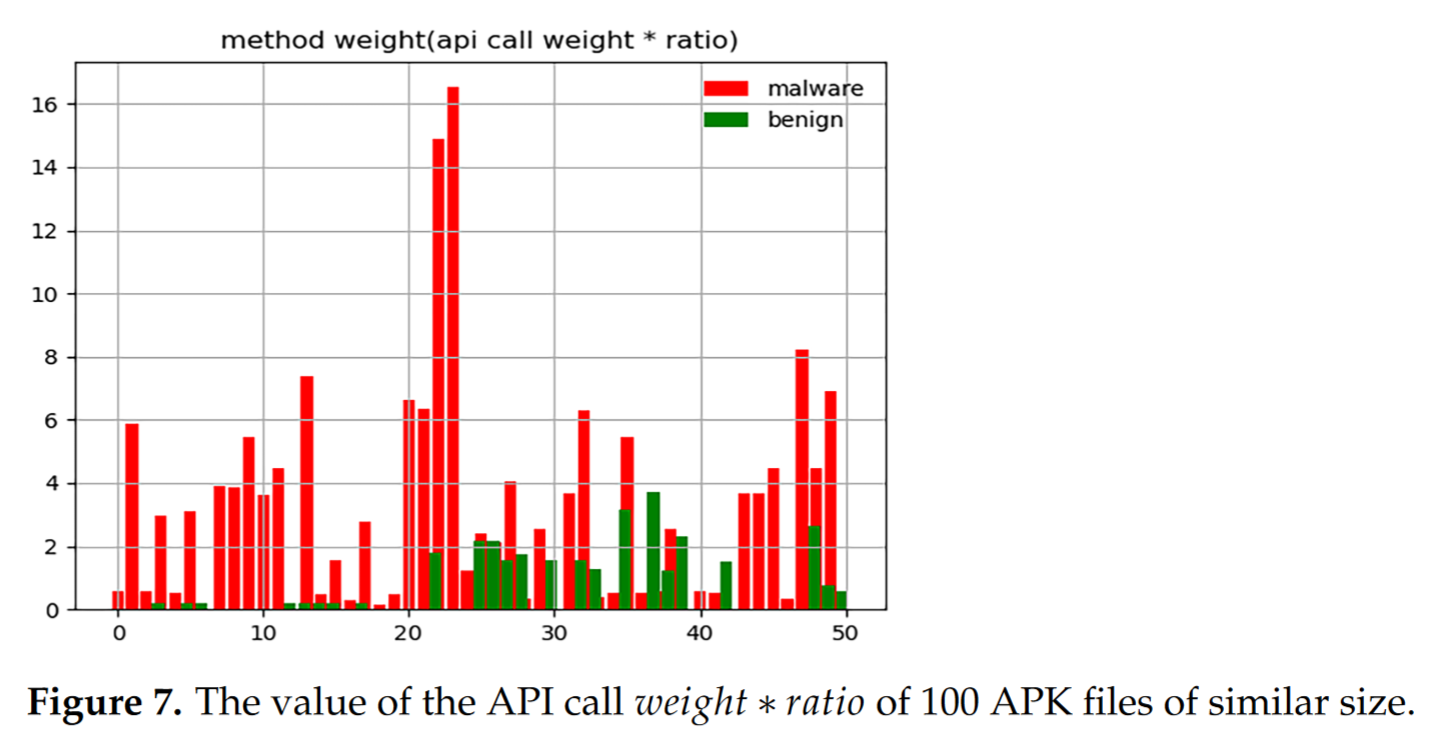 method weight(api call weight * ratio)
malware
benign
16
14
12
10
8
6
4
2
0
0 10 20 30 40 50
Figure 7. The value of the API call weight * ratio of 100 APK files of similar size.